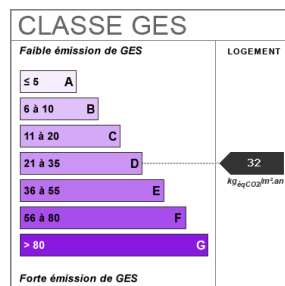 CLASSE GES
Faible émission de GES
LOGEMENT
≤ 5 A
6 à 10 B
11 à 20 C
21 à 35 D
32
kgéqCO2/m².an
36 à 55 E
56 à 80 F
> 80 G
Forte émission de GES